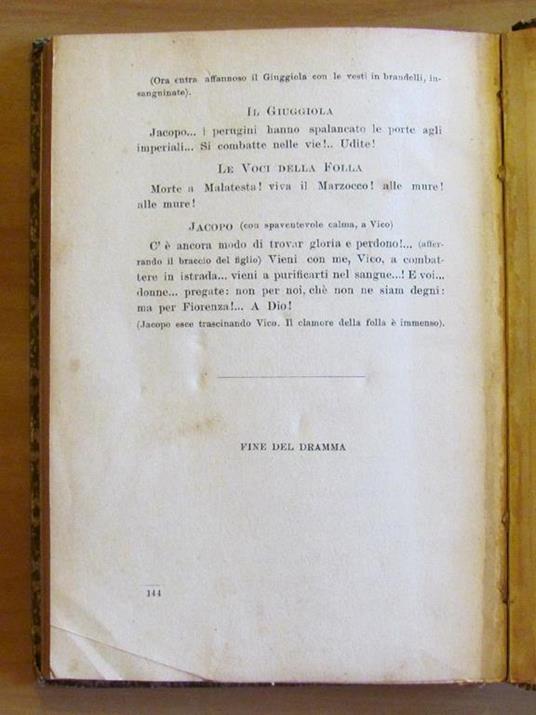 (Ora entra affannoso il Giuggiola con le vesti in brandelli, in-
sanguinate).
IL GIUGGIOLA
Jacopo... i perugini hanno spalancato le porte agli
imperiali... Si combatte nelle vie!.. Udite!
LE VOCI DELLA FOLLA
Morte a Malatesta! viva il Marzocco! alle mure!
alle mure!
JACOPO (con spaventevole calma, a Vico)
C'è ancora modo di trovar gloria e perdono!... (affer-
rando il braccio del figlio) Vieni con me, Vico, a combat-
tere in istrada... vieni a purificarti nel sangue...! E voi...
donne... pregate: non per noi, chè non ne siam degni:
ma per Fiorenza!... A Dio!
(Jacopo esce trascinando Vico. Il clamore della folla è immenso).
FINE DEL DRAMMA
144